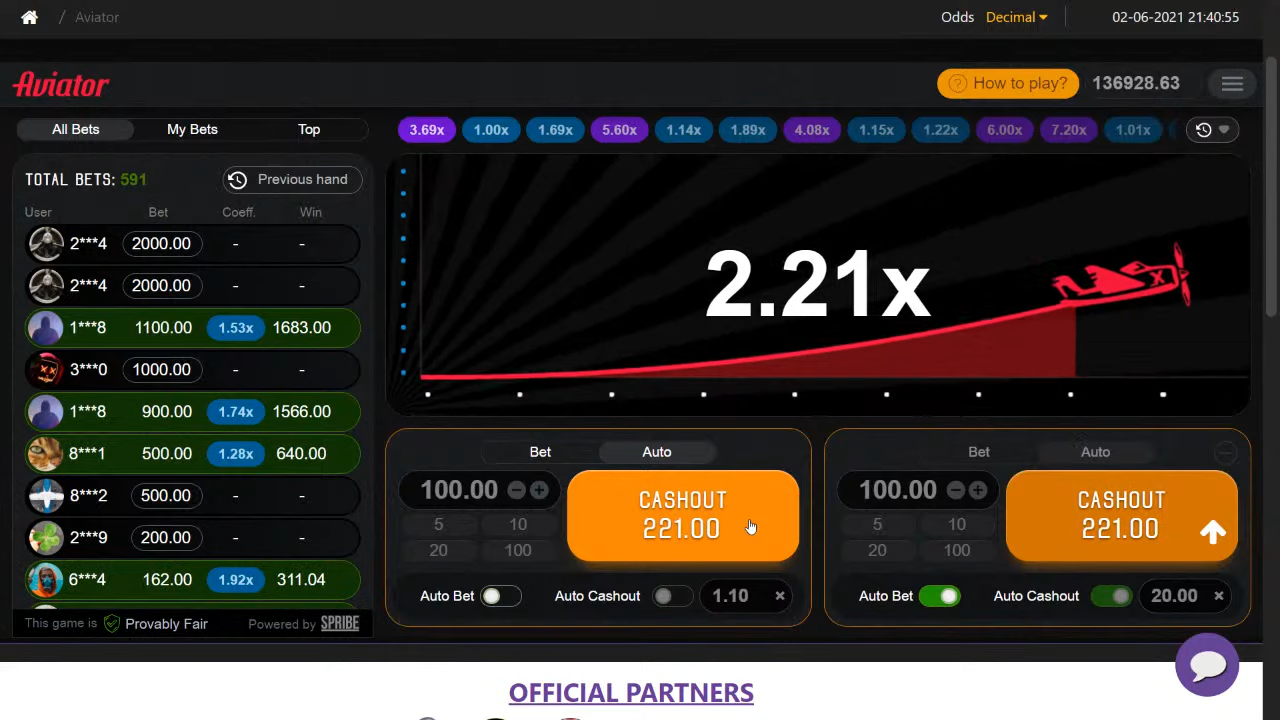 / Aviator
Odds Decimal 02-06-2021 21:40:55
Aviator
? How to play? 136928.63
All Bets My Bets Top
3.69x 1.00x 1.69x 5.60x 1.14x 1.89x 4.08x 1.15x 1.22x 6.00x 7.20x 1.01x
TOTAL BETS: 591 Previous hand
User Bet Coeff. Win
2***4 2000.00 - -
2***4 2000.00 - -
1***8 1100.00 1.53x 1683.00
3***0 1000.00 - -
1***8 900.00 1.74x 1566.00
8***1 500.00 1.28x 640.00
8***2 500.00 - -
2***9 200.00 - -
6***4 162.00 1.92x 311.04
This game is Provably Fair Powered by SPRIBE
2.21x
Bet Auto
100.00
5 10
20 100
CASHOUT
221.00
Auto Bet Auto Cashout 1.10 ×
Bet Auto
100.00
5 10
20 100
CASHOUT
221.00
Auto Bet Auto Cashout 20.00 ×
OFFICIAL PARTNERS